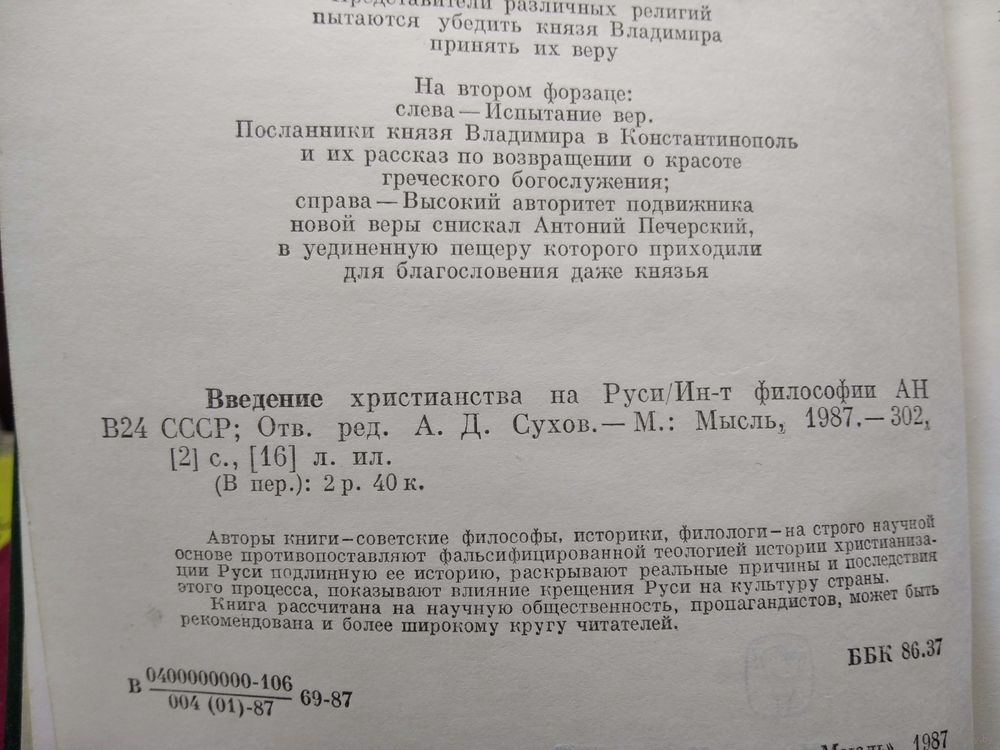 Представители различных религий
пытаются убедить князя Владимира
принять их веру
На втором форзаце:
слева — Испытание вер.
Посланники князя Владимира в Константинополь
и их рассказ по возвращении о красоте
греческого богослужения;
справа — Высокий авторитет подвижника
новой веры снискал Антоний Печерский,
в уединенную пещеру которого приходили
для благословения даже князья
Введение христианства на Руси/Ин-т философии АН
В24 СССР; Отв. ред. А. Д. Сухов.— М.: Мысль, 1987.— 302,
[2] с., [16] л. ил.
(В пер.): 2 р. 40 к.
Авторы книги—советские философы, историки, филологи—на строго научной
основе противопоставляют фальсифицированной теологией истории христианиза-
ции Руси подлинную ее историю, раскрывают реальные причины и последствия
этого процесса, показывают влияние крещения Руси на культуру страны.
Книга рассчитана на научную общественность, пропагандистов, может быть
рекомендована и более широкому кругу читателей.
ББК 86.37
В 0400000000-106
004 (01)-87 69-87
Мысль», 1987